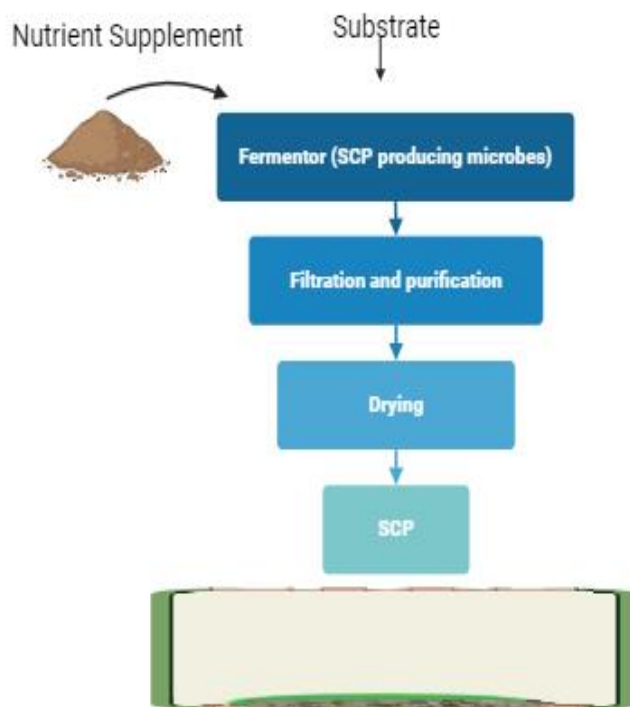 Nutrient Supplement
Substrate
Fermentor (SCP producing microbes)
Filtration and purification
Drying
SCP